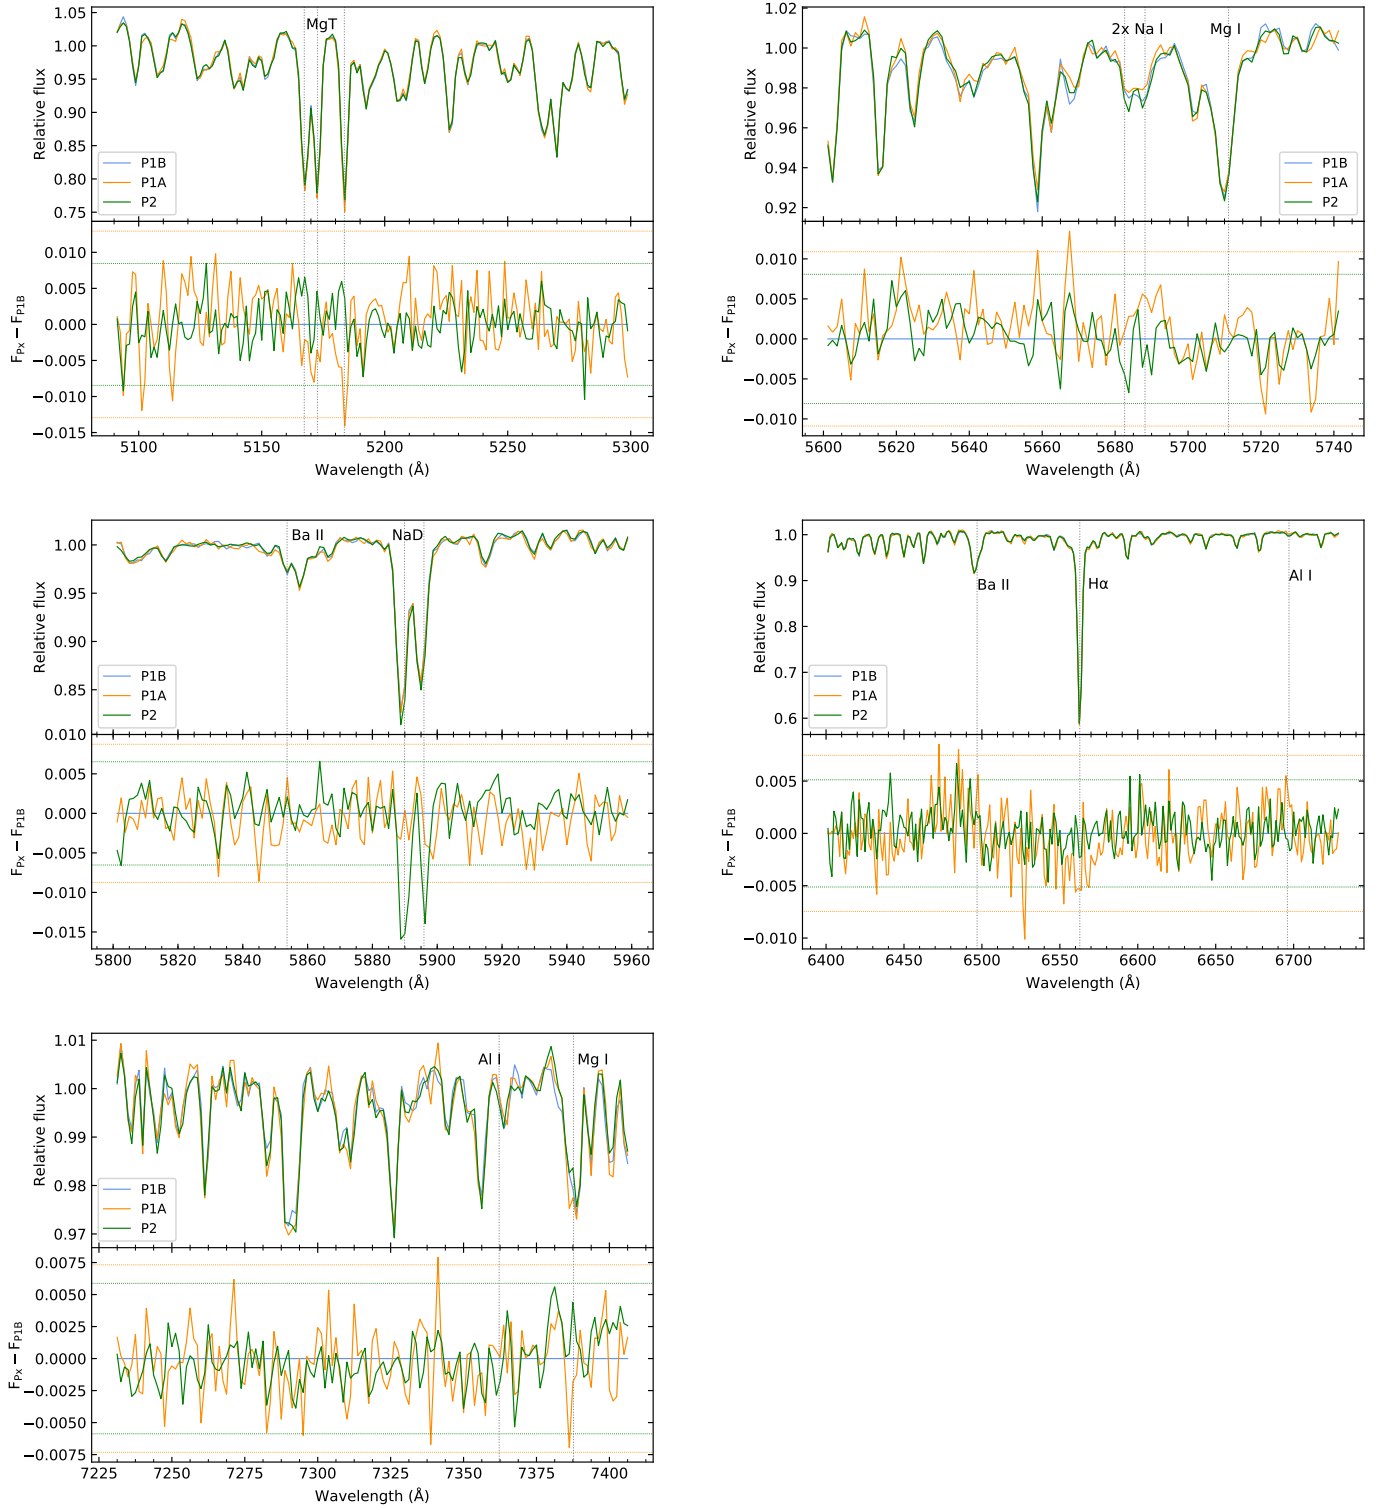 MgT
1.00
0.95
0.90
0.85
0.80
0.75
Relative flux
P1B
P1A
P2
0.010
0.005
0.000
−0.005
−0.010
−0.015
F_Px − F_P1B
5100 5150 5200 5250 5300
Wavelength (Å)
2x Na I Mg I
1.02
1.00
0.98
0.96
0.94
0.92
Relative flux
P1B
P1A
P2
0.010
0.005
0.000
−0.005
−0.010
F_Px − F_P1B
5600 5620 5640 5660 5680 5700 5720 5740
Wavelength (Å)
Ba II NaD
1.00
0.95
0.90
0.85
Relative flux
P1B
P1A
P2
0.010
0.005
0.000
−0.005
−0.010
−0.015
F_Px − F_P1B
5800 5820 5840 5860 5880 5900 5920 5940 5960
Wavelength (Å)
1.0
0.9
0.8
0.7
0.6
Relative flux
Ba II Hα Al I
P1B
P1A
P2
0.005
0.000
−0.005
−0.010
F_Px − F_P1B
6400 6450 6500 6550 6600 6650 6700
Wavelength (Å)
Al I Mg I
1.01
1.00
0.99
0.98
0.97
Relative flux
P1B
P1A
P2
0.0075
0.0050
0.0025
0.0000
−0.0025
−0.0050
−0.0075
F_Px − F_P1B
7225 7250 7275 7300 7325 7350 7375 7400
Wavelength (Å)